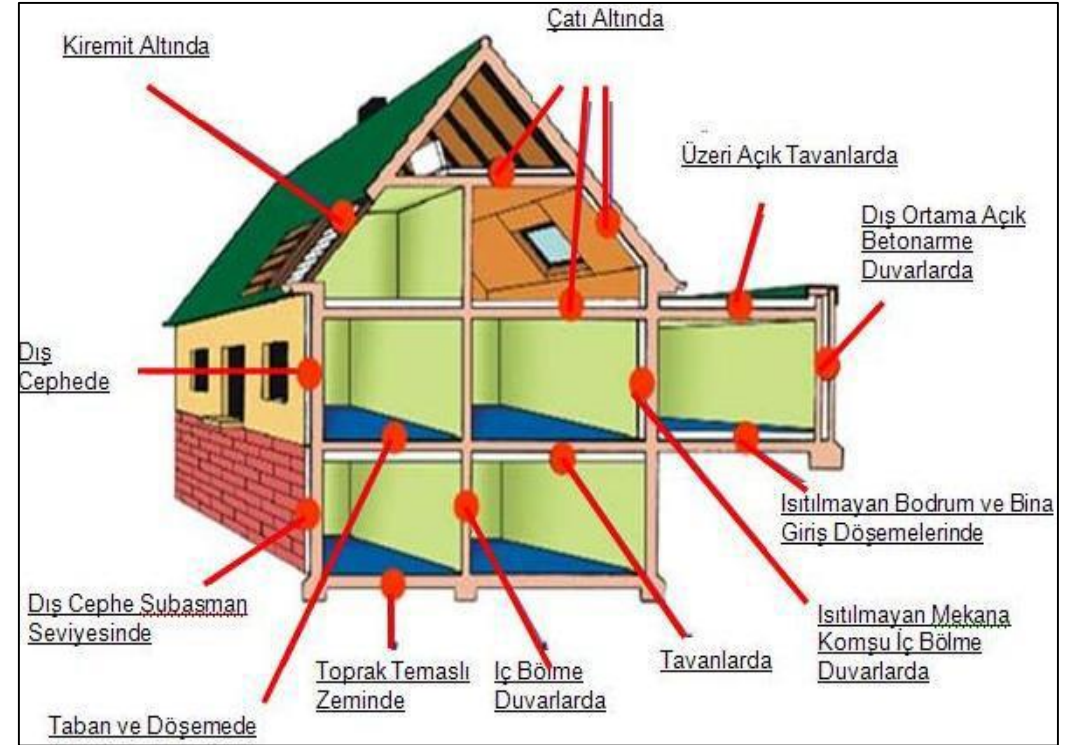 Çatı Altında
Kiremit Altında
Üzeri Açık Tavanlarda
Dış Ortama Açık
Betonarme
Duvarlarda
Dış
Cephede
Isıtılmayan Bodrum ve Bina
Giriş Döşemelerinde
Dış Cephe Subasman
Seviyesinde
Isıtılmayan Mekana
Komşu İç Bölme
Duvarlarda
Toprak Temaslı
Zeminde
Iç Bölme
Duvarlarda
Tavanlarda
Taban ve Döşemede